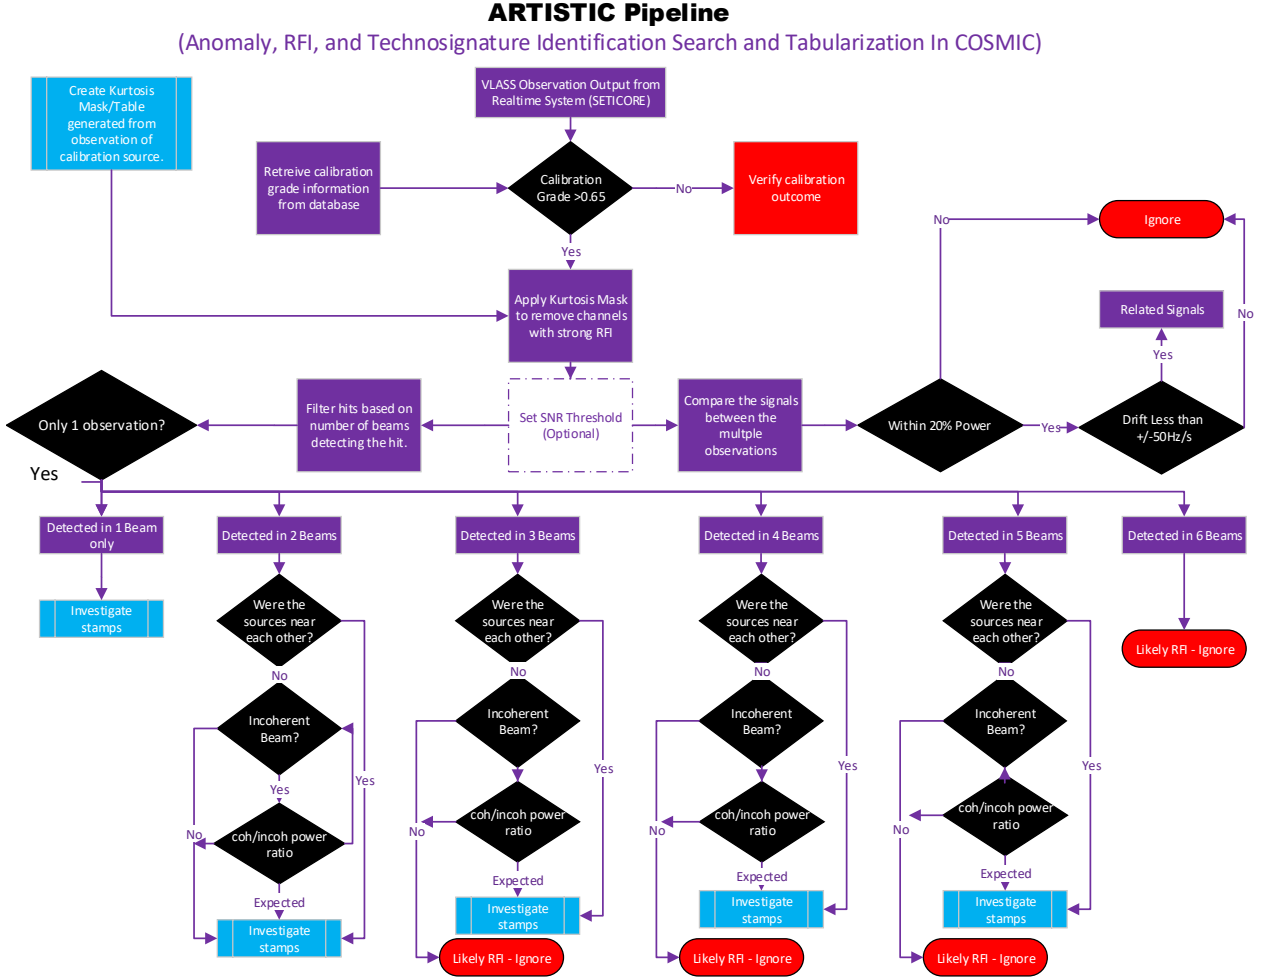 ARTISTIC Pipeline
(Anomaly, RFI, and Technosignature Identification Search and Tabularization In COSMIC)
Create Kurtosis
Mask/Table
generated from
observation of
calibration source.
VLASS Observation Output from
Realtime System (SETICORE)
Retreive calibration
grade information
from database
Calibration
Grade >0.65
No
Verify calibration
outcome
Yes
No
Ignore
Apply Kurtosis Mask
to remove channels
with strong RFI
Related Signals
No
Yes
Only 1 observation?
Filter hits based on
number of beams
detecting the hit.
Set SNR Threshold
(Optional)
Compare the signals
between the
multple
observations
Within 20% Power
Yes
Drift Less than
+/-50Hz/s
Yes
Detected in 1 Beam
only
Detected in 2 Beams
Detected in 3 Beams
Detected in 4 Beams
Detected in 5 Beams
Detected in 6 Beams
Investigate
stamps
Were the
sources near
each other?
No
Incoherent
Beam?
Yes
Yes
No
coh/incoh power
ratio
Expected
Investigate
stamps
Were the
sources near
each other?
No
Incoherent
Beam?
Yes
coh/incoh power
ratio
No
Expected
Investigate
stamps
Likely RFI - Ignore
Were the
sources near
each other?
No
Incoherent
Beam?
Yes
coh/incoh power
ratio
No
Expected
Investigate
stamps
Likely RFI - Ignore
Were the
sources near
each other?
No
Incoherent
Beam?
Yes
coh/incoh power
ratio
No
Expected
Investigate
stamps
Likely RFI - Ignore
Likely RFI - Ignore